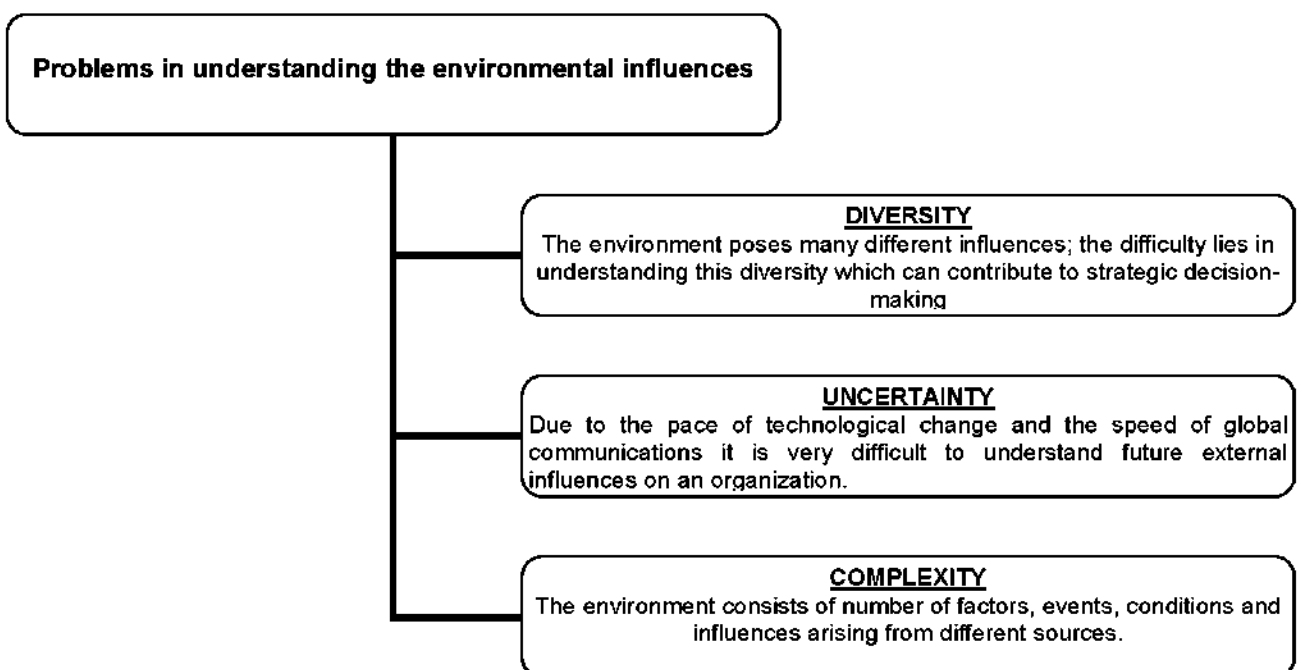 Problems in understanding the environmental influences
DIVERSITY
The environment poses many different influences; the difficulty lies in
understanding this diversity which can contribute to strategic decision-
making
UNCERTAINTY
Due to the pace of technological change and the speed of global
communications it is very difficult to understand future external
influences on an organization.
COMPLEXITY
The environment consists of number of factors, events, conditions and
influences arising from different sources.